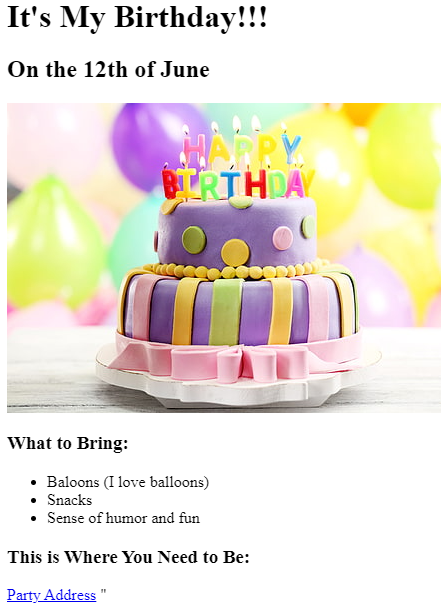 It's My Birthday!!!
On the 12th of June
HAPPY
BIRTHDAY
What to Bring:
Baloons (I love balloons)
Snacks
Sense of humor and fun
This is Where You Need to Be:
Party Address "